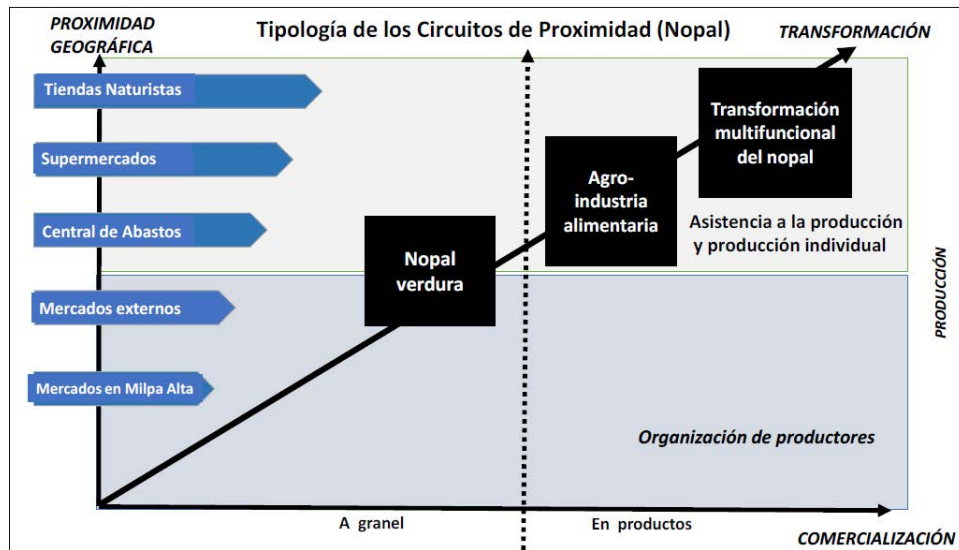 PROXIMIDAD
GEOGRÁFICA
Tipología de los Circuitos de Proximidad (Nopal)
TRANSFORMACIÓN
Tiendas Naturistas
Supermercados
Central de Abastos
Mercados externos
Mercados en Milpa Alta
Nopal
verdura
Agro-
industria
alimentaria
Transformación
multifuncional
del nopal
Asistencia a la producción
y producción individual
PRODUCCIÓN
Organización de productores
A granel
En productos
COMERCIALIZACIÓN